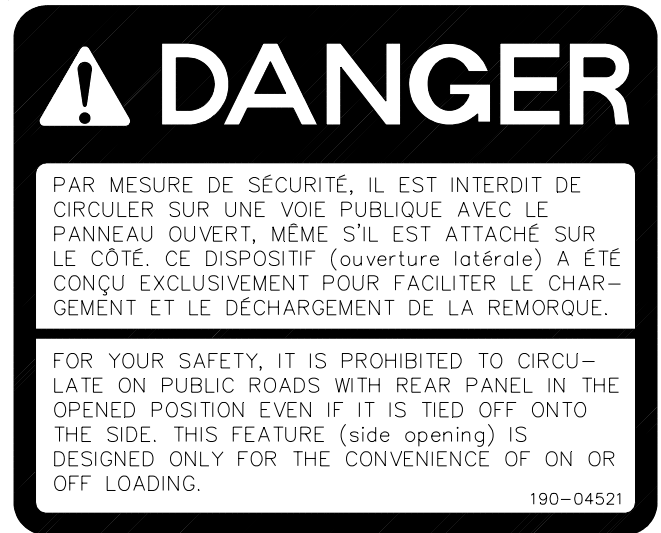 DANGER
PAR MESURE DE SÉCURITÉ, IL EST INTERDIT DE
CIRCULER SUR UNE VOIE PUBLIQUE AVEC LE
PANNEAU OUVERT, MÊME S'IL EST ATTACHÉ SUR
LE CÔTÉ. CE DISPOSITIF (ouverture latérale) A ÉTÉ
CONÇU EXCLUSIVEMENT POUR FACILITER LE CHAR-
GEMENT ET LE DÉCHARGEMENT DE LA REMORQUE.
FOR YOUR SAFETY, IT IS PROHIBITED TO CIRCU-
LATE ON PUBLIC ROADS WITH REAR PANEL IN THE
OPENED POSITION EVEN IF IT IS TIED OFF ONTO
THE SIDE. THIS FEATURE (side opening) IS
DESIGNED ONLY FOR THE CONVENIENCE OF ON OR
OFF LOADING.
190-04521